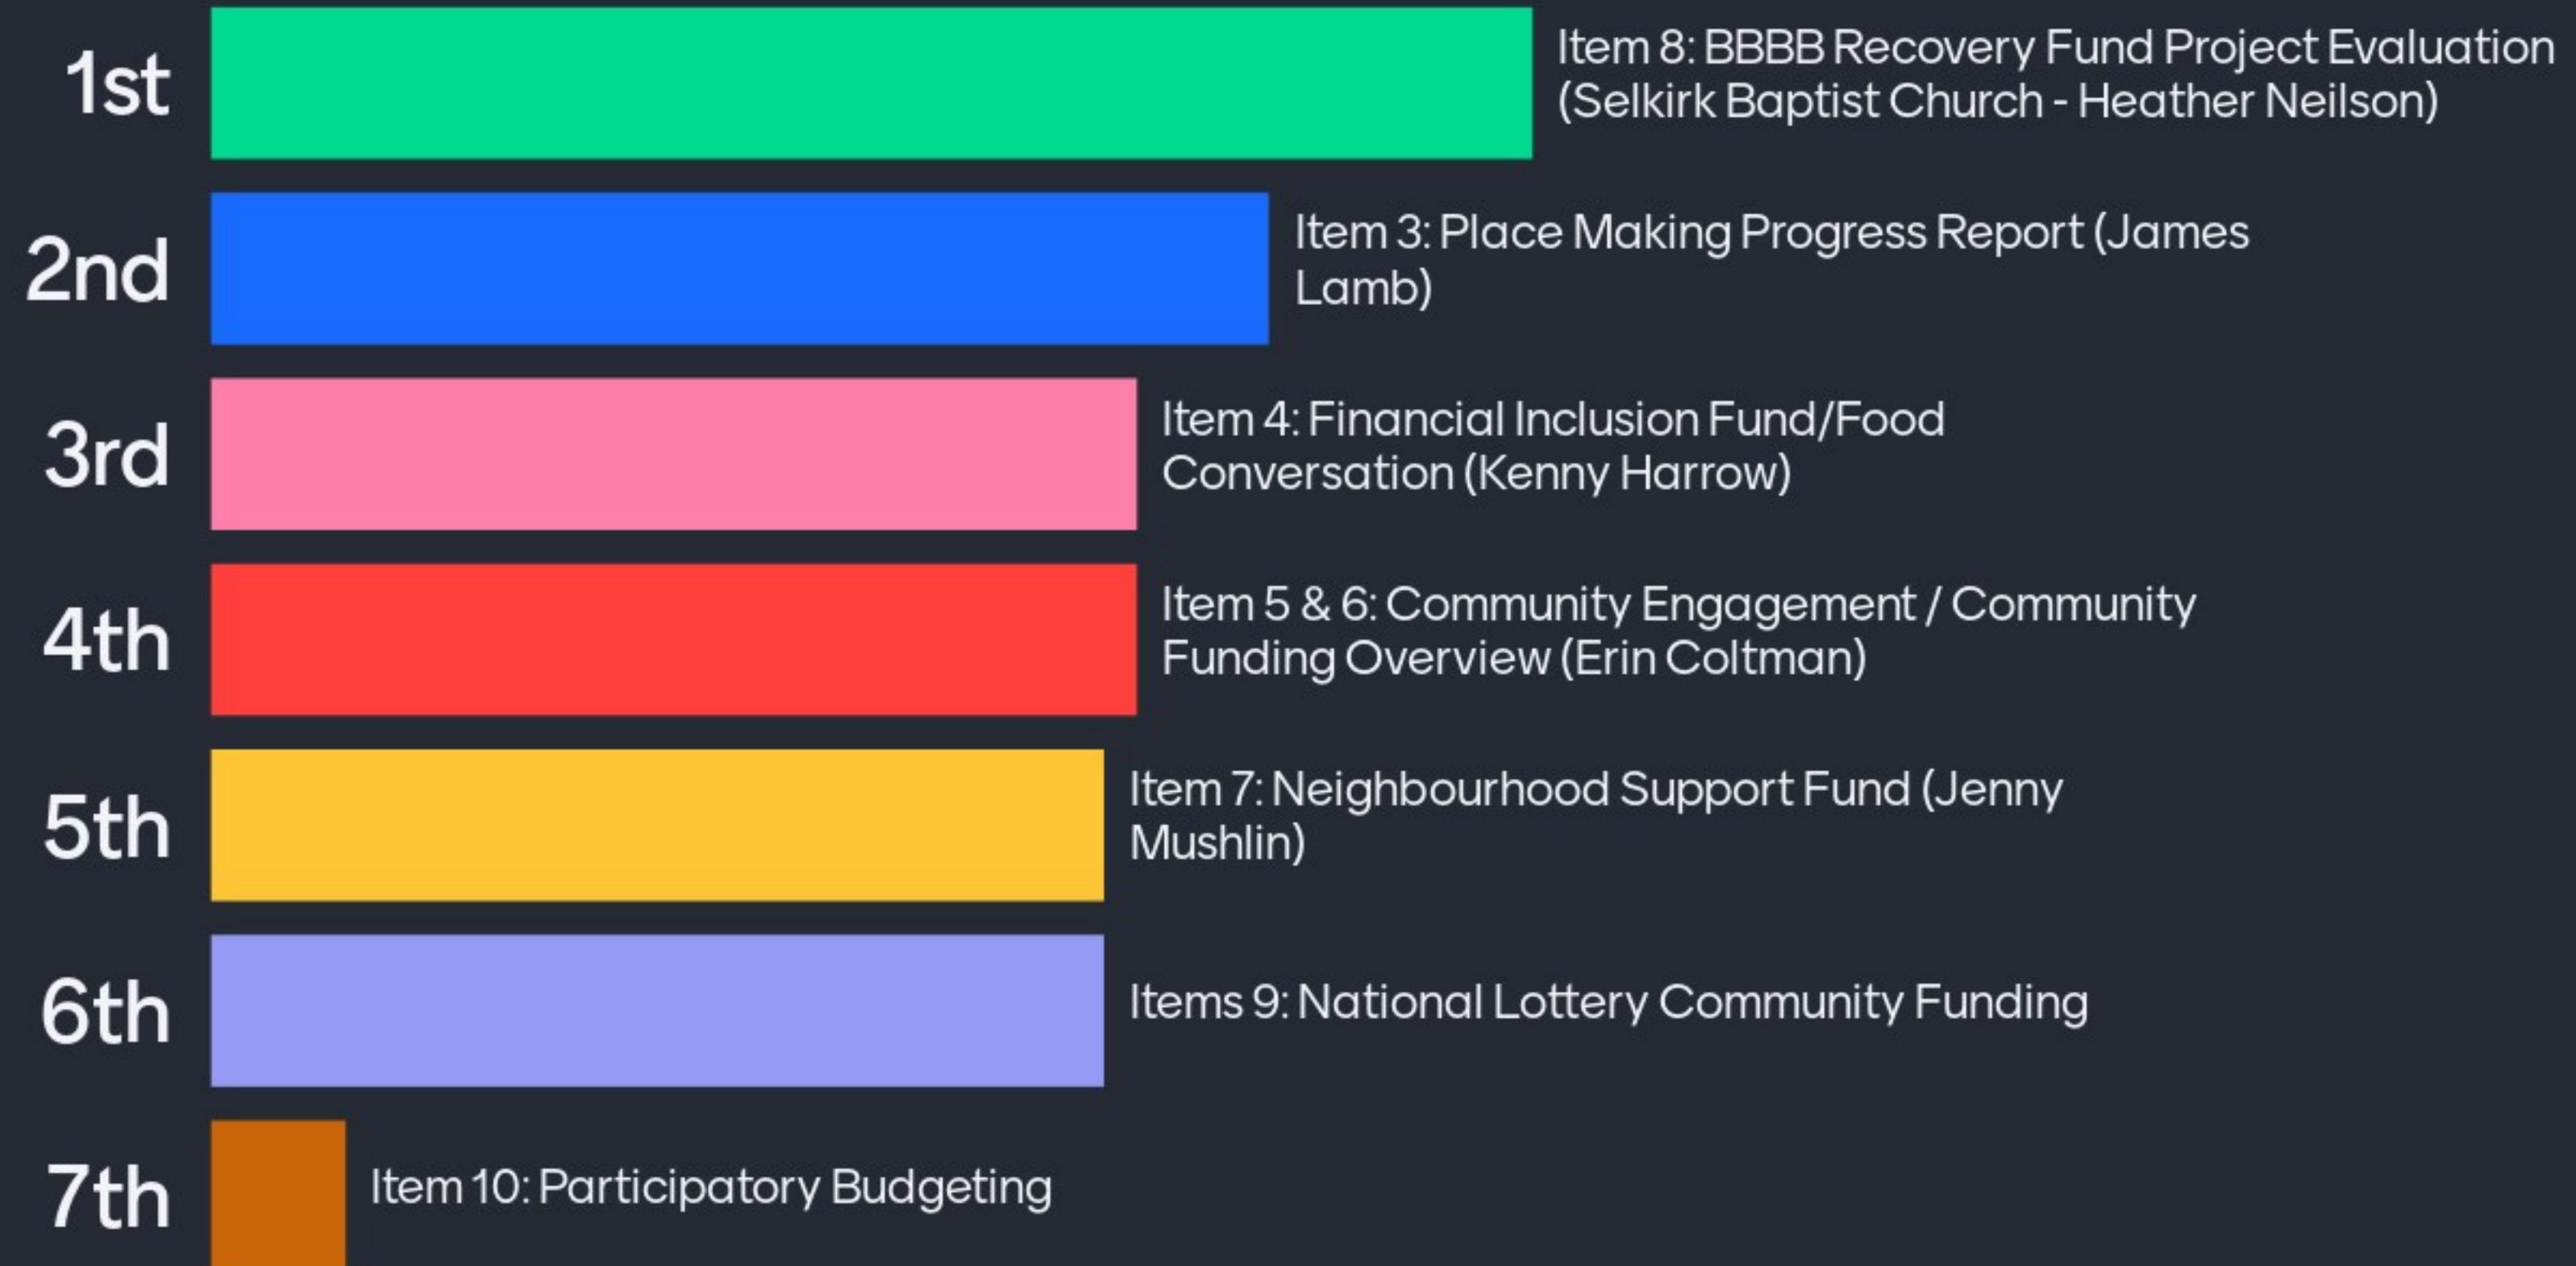 1st
Item 8: BBBB Recovery Fund Project Evaluation
(Selkirk Baptist Church - Heather Neilson)
2nd
Item 3: Place Making Progress Report (James
Lamb)
3rd
Item 4: Financial Inclusion Fund/Food
Conversation (Kenny Harrow)
4th
Item 5 & 6: Community Engagement / Community
Funding Overview (Erin Coltman)
5th
Item 7: Neighbourhood Support Fund (Jenny
Mushlin)
6th
Items 9: National Lottery Community Funding
7th
Item 10: Participatory Budgeting